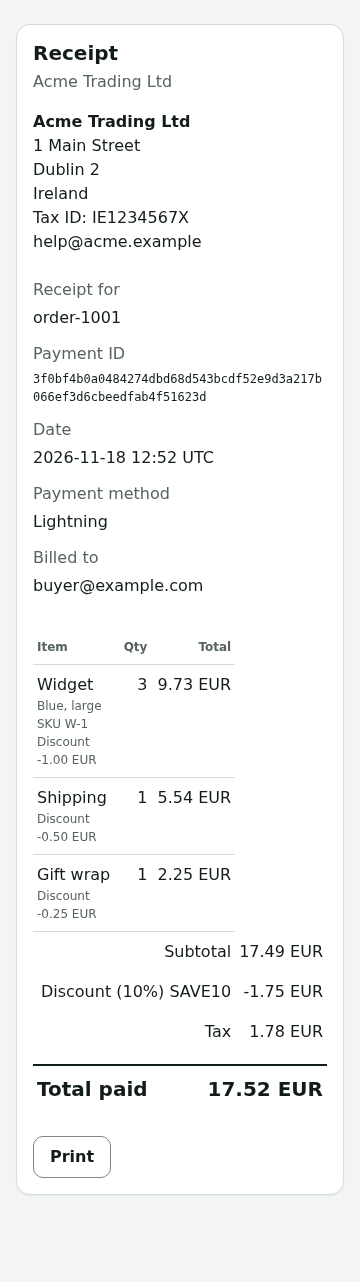 Receipt
Acme Trading Ltd
Acme Trading Ltd
1 Main Street
Dublin 2
Ireland
Tax ID: IE1234567X
help@acme.example
Receipt for
order-1001
Payment ID
3f0bf4b0a0484274dbd68d543bcdf52e9d3a217b
066ef3d6cbeedfab4f51623d
Date
2026-11-18 12:52 UTC
Payment method
Lightning
Billed to
buyer@example.com
Item Qty Total
Widget 3 9.73 EUR
Blue, large
SKU W-1
Discount
-1.00 EUR
Shipping 1 5.54 EUR
Discount
-0.50 EUR
Gift wrap 1 2.25 EUR
Discount
-0.25 EUR
Subtotal 17.49 EUR
Discount (10%) SAVE10 -1.75 EUR
Tax 1.78 EUR
Total paid 17.52 EUR
Print